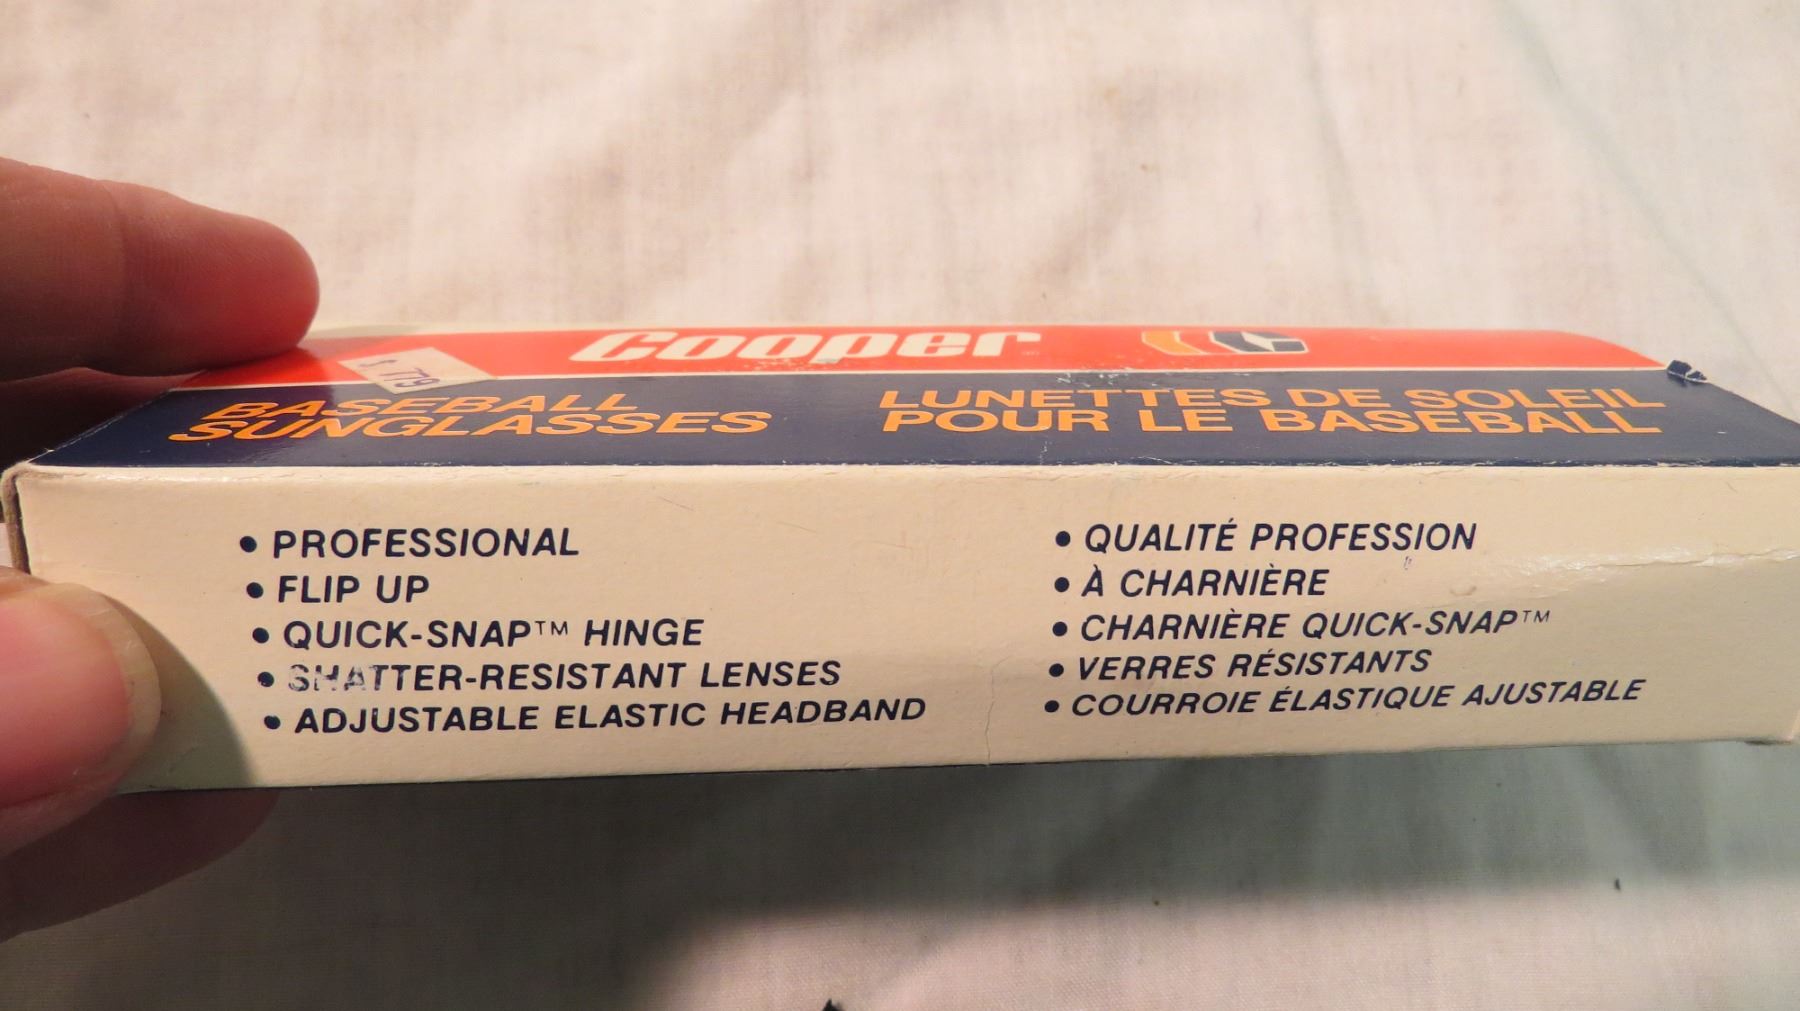 Cooper
BASEBALL
SUNGLASSES
LUNETTES DE SOLEIL
POUR LE BASEBALL
• PROFESSIONAL
• FLIP UP
• QUICK-SNAP™ HINGE
• SHATTER-RESISTANT LENSES
• ADJUSTABLE ELASTIC HEADBAND
• QUALITÉ PROFESSION
• À CHARNIÈRE
• CHARNIÈRE QUICK-SNAP™
• VERRES RÉSISTANTS
• COURROIE ÉLASTIQUE AJUSTABLE